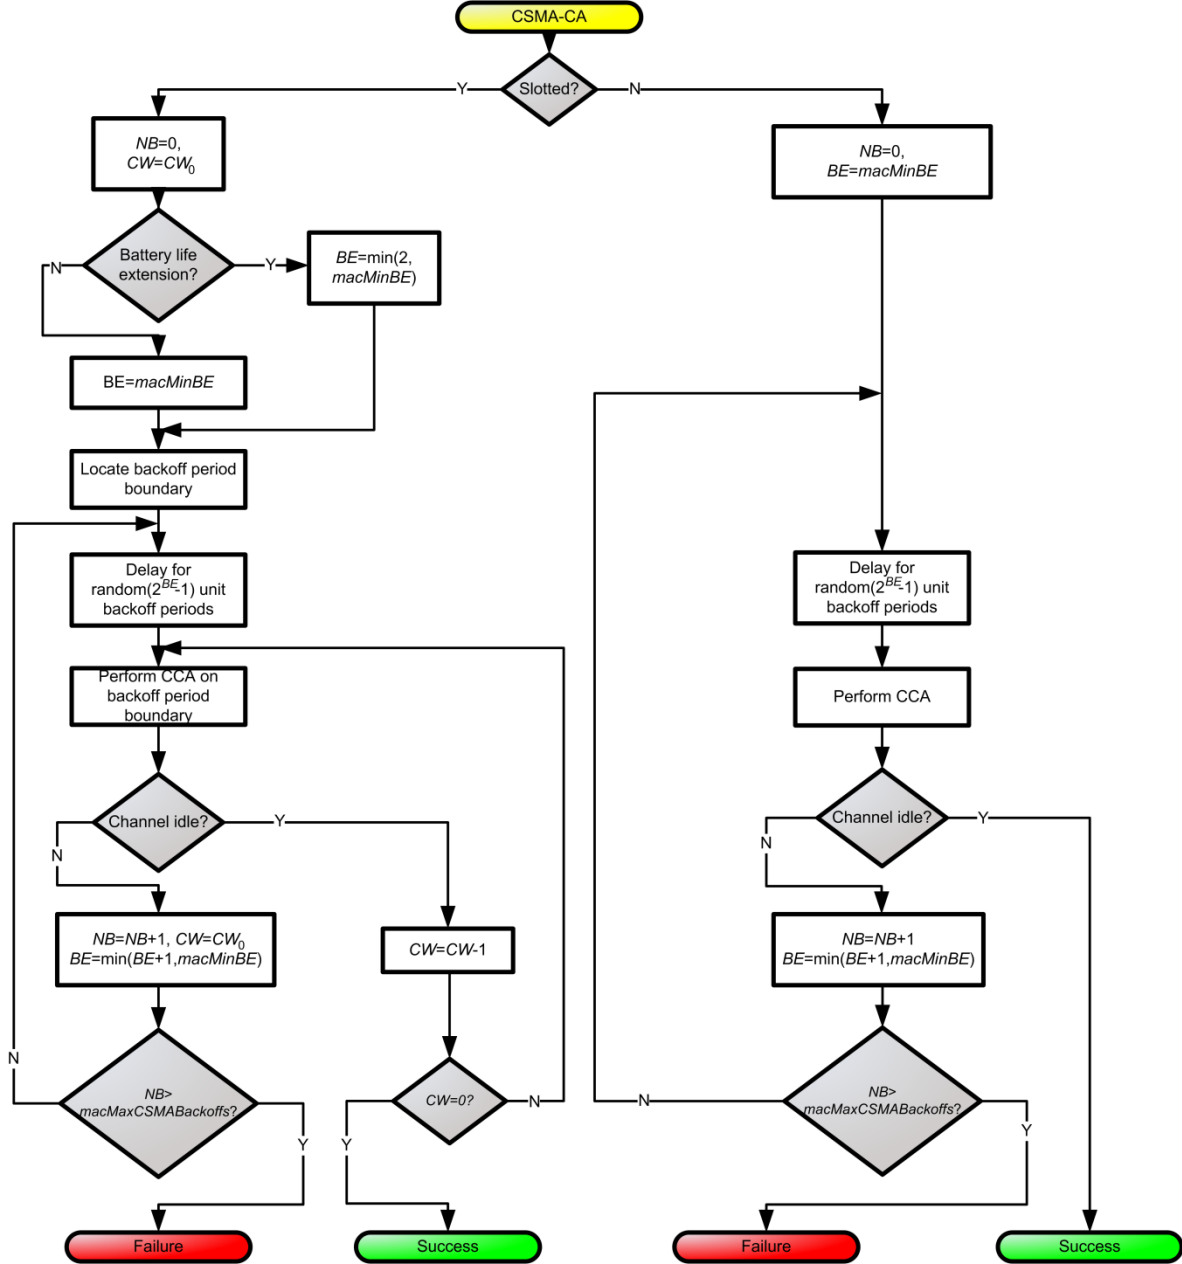 CSMA-CA
Slotted?
Y
N
NB=0,
CW=CW₀
NB=0,
BE=macMinBE
Battery life
extension?
N
Y
BE=min(2,
macMinBE)
BE=macMinBE
Locate backoff period
boundary
Delay for
random(2^BE-1) unit
backoff periods
Perform CCA on
backoff period
boundary
Channel idle?
Y
N
NB=NB+1, CW=CW₀
BE=min(BE+1,macMinBE)
CW=CW-1
NB>
macMaxCSMABackoffs?
N
Y
CW=0?
N
Y
Failure
Success
Delay for
random(2^BE-1) unit
backoff periods
Perform CCA
Channel idle?
Y
N
NB=NB+1
BE=min(BE+1,macMinBE)
NB>
macMaxCSMABackoffs?
N
Y
Failure
Success